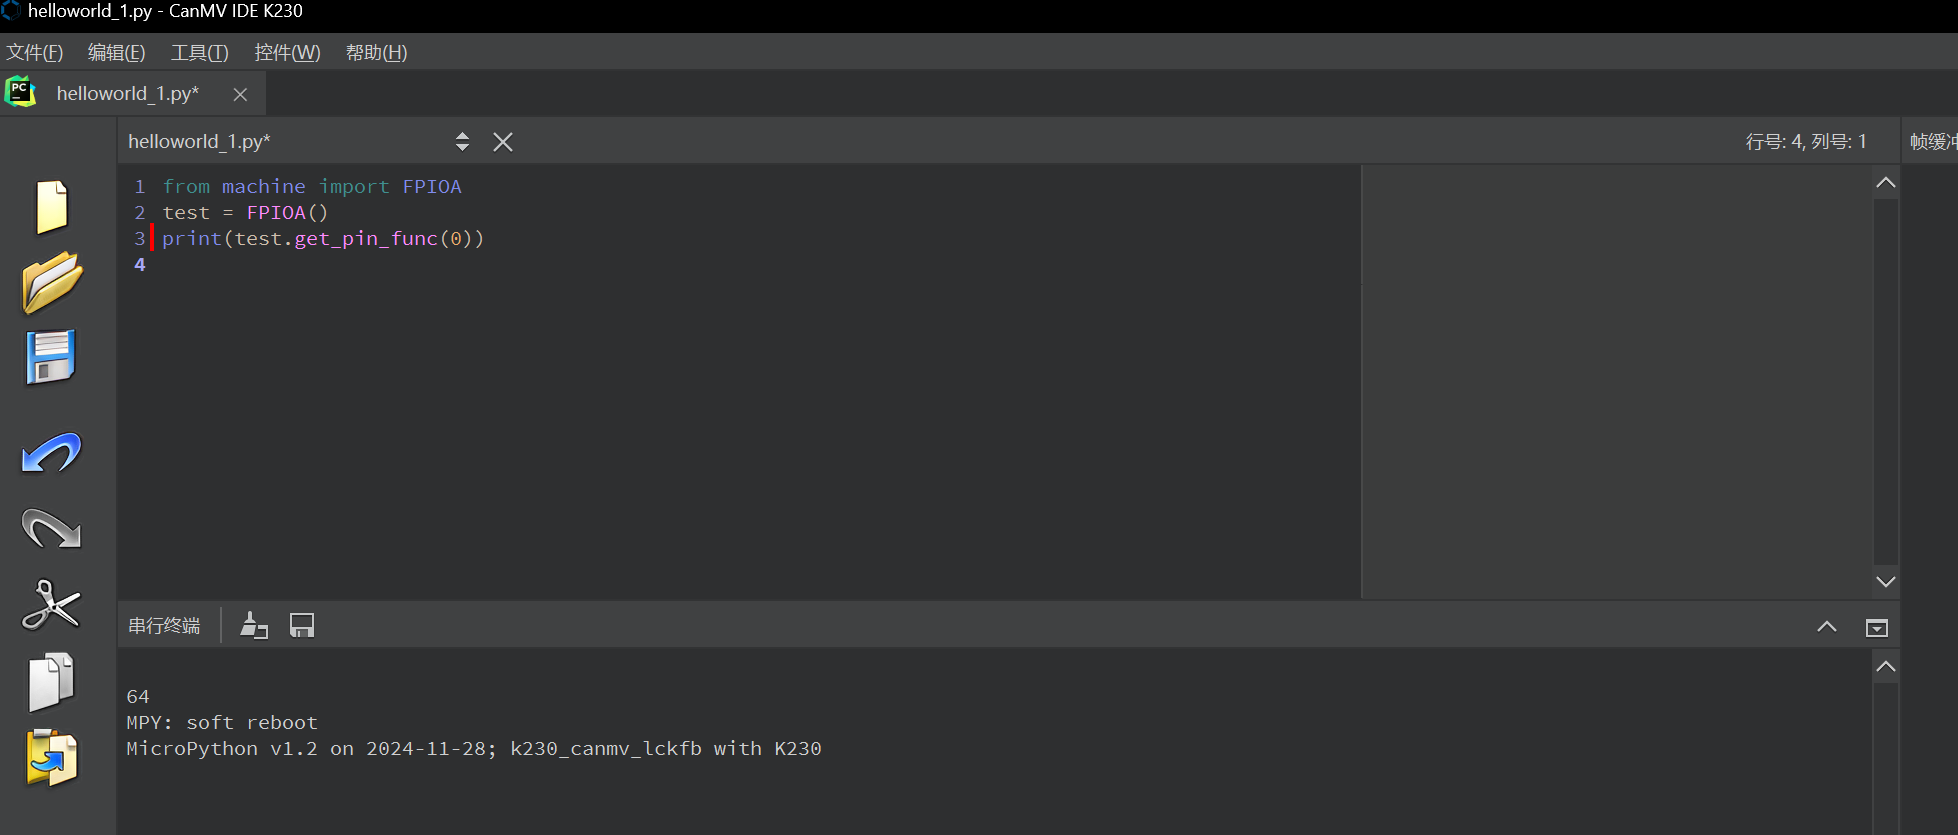 helloworld_1.py - CanMV IDE K230
文件(F) 编辑(E) 工具(T) 控件(W) 帮助(H)
PC helloworld_1.py*
helloworld_1.py* 行号: 4, 列号: 1 帧缓冲
1 from machine import FPIOA
2 test = FPIOA()
3 print(test.get_pin_func(0))
4
串行终端
64
MPY: soft reboot
MicroPython v1.2 on 2024-11-28; k230_canmv_lckfb with K230